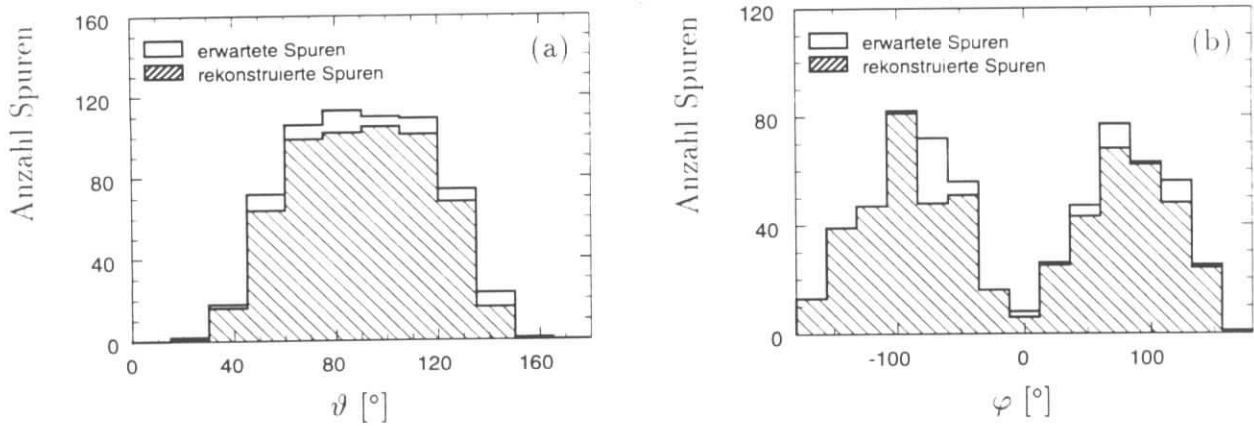 Anzahl Spuren
160
120
80
40
0
erwartete Spuren
rekonstruierte Spuren
(a)
0
40
80
120
160
ϑ [°]
Anzahl Spuren
120
80
40
0
erwartete Spuren
rekonstruierte Spuren
(b)
-100
0
100
φ [°]